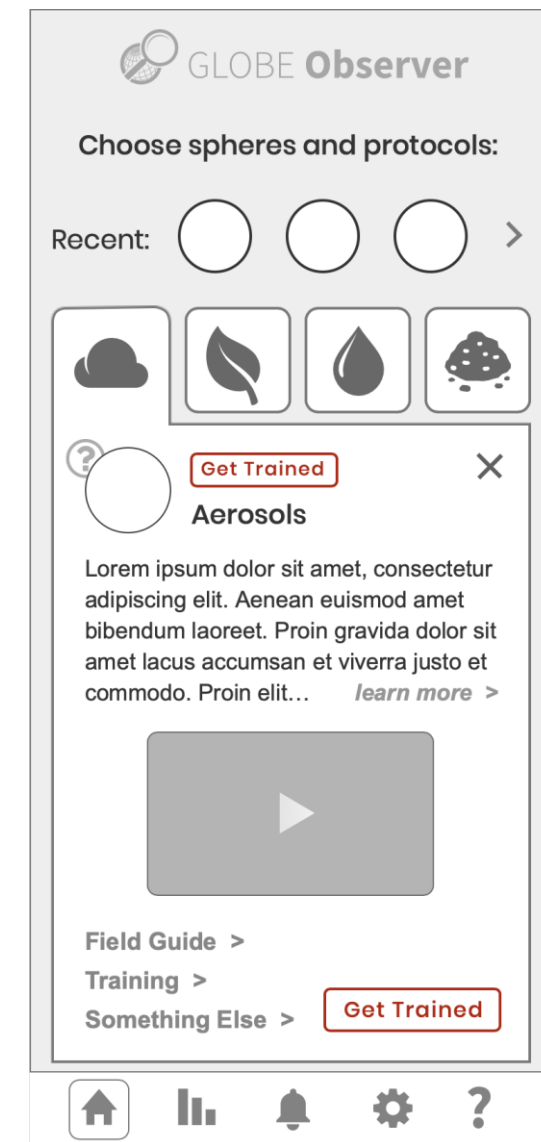 GLOBE Observer
Choose spheres and protocols:
Recent:
>
?
Get Trained
Aerosols
Lorem ipsum dolor sit amet, consectetur
adipiscing elit. Aenean euismod amet
bibendum laoreet. Proin gravida dolor sit
amet lacus accumsan et viverra justo et
commodo. Proin elit… learn more >
Field Guide >
Training >
Something Else >
Get Trained
?